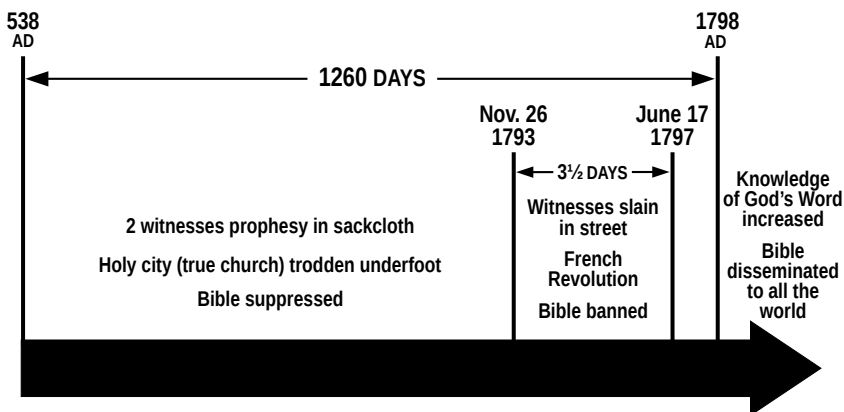 538
AD
1798
AD
1260 DAYS
Nov. 26
1793
June 17
1797
3½ DAYS
2 witnesses prophesy in sackcloth
Holy city (true church) trodden underfoot
Bible suppressed
Witnesses slain
in street
French
Revolution
Bible banned
Knowledge
of God's Word
increased
Bible
disseminated
to all the
world